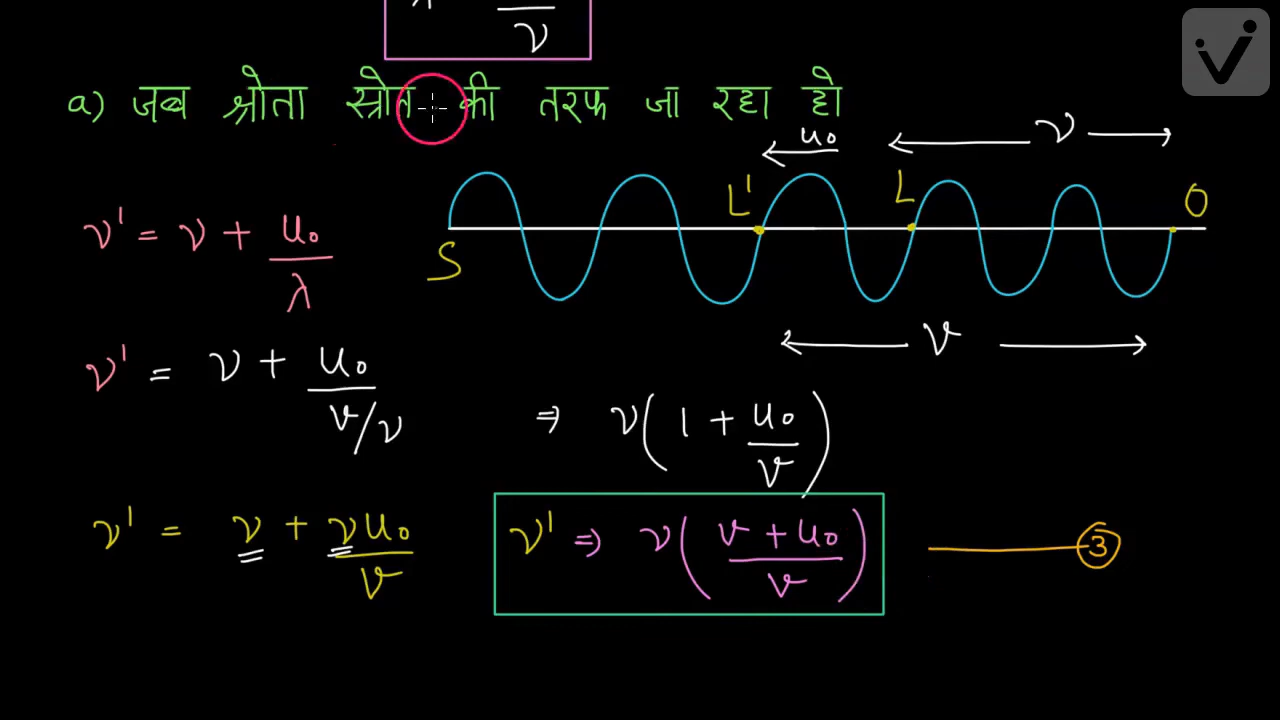 ν
a) जब श्रोता स्त्रोत की तरफ जा रहा हो
u₀ ν
L' L O
S
ν' = ν + u₀/λ
v
ν' = ν + u₀/(v/ν) ⇒ ν(1 + u₀/v)
ν' = ν + νu₀/v ν' ⇒ ν((v + u₀)/v) ③